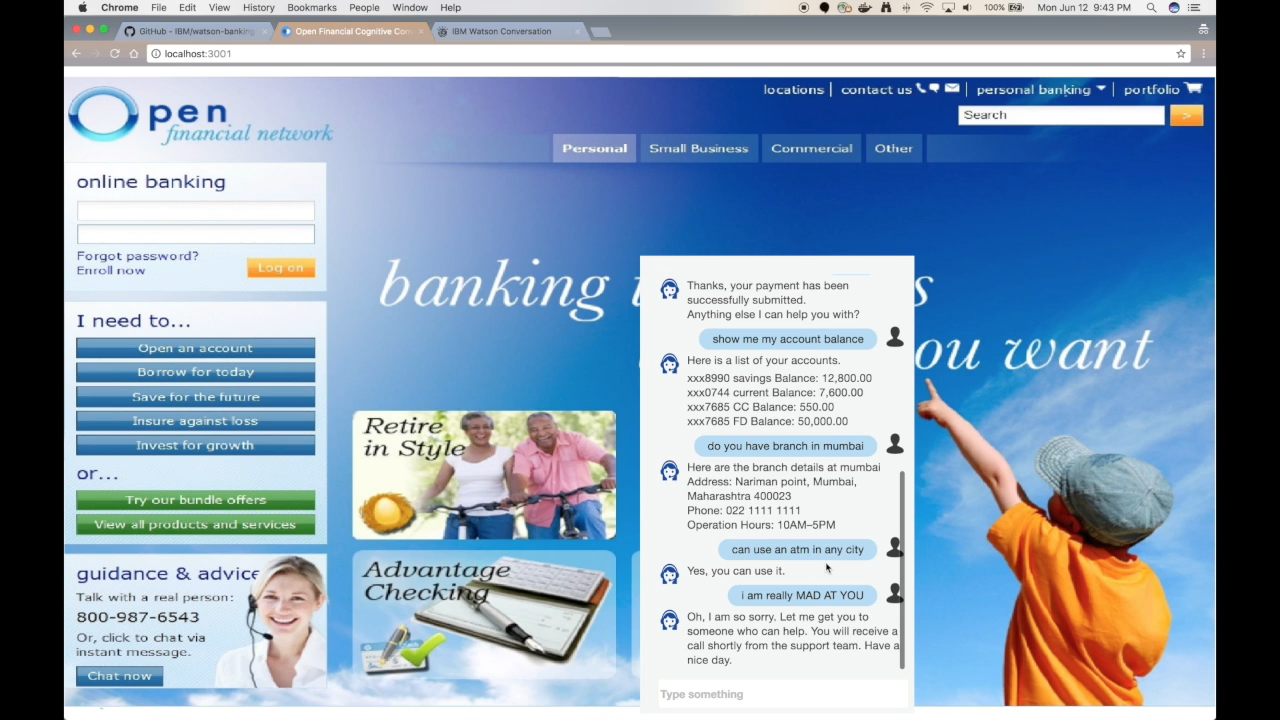 Chrome File Edit View History Bookmarks People Window Help
100% Mon Jun 12 9:43 PM
GitHub - IBM/watson-banking
Open Financial Cognitive Con
IBM Watson Conversation
localhost:3001
locations | contact us | personal banking | portfolio
Open
financial network
Search
>
Personal
Small Business
Commercial
Other
online banking
Forgot password?
Enroll now
Log on
banking
s
you want
I need to...
Open an account
Borrow for today
Save for the future
Insure against loss
Invest for growth
or...
Try our bundle offers
View all products and services
guidance & advice
Talk with a real person:
800-987-6543
Or, click to chat via
instant message.
Chat now
Retire
in Style
Advantage
Checking
Thanks, your payment has been
successfully submitted.
Anything else I can help you with?
show me my account balance
Here is a list of your accounts.
xxx8990 savings Balance: 12,800.00
xxx0744 current Balance: 7,600.00
xxx7685 CC Balance: 550.00
xxx7685 FD Balance: 50,000.00
do you have branch in mumbai
Here are the branch details at mumbai
Address: Nariman point, Mumbai,
Maharashtra 400023
Phone: 022 1111 1111
Operation Hours: 10AM–5PM
can use an atm in any city
Yes, you can use it.
i am really MAD AT YOU
Oh, I am so sorry. Let me get you to
someone who can help. You will receive a
call shortly from the support team. Have a
nice day.
Type something